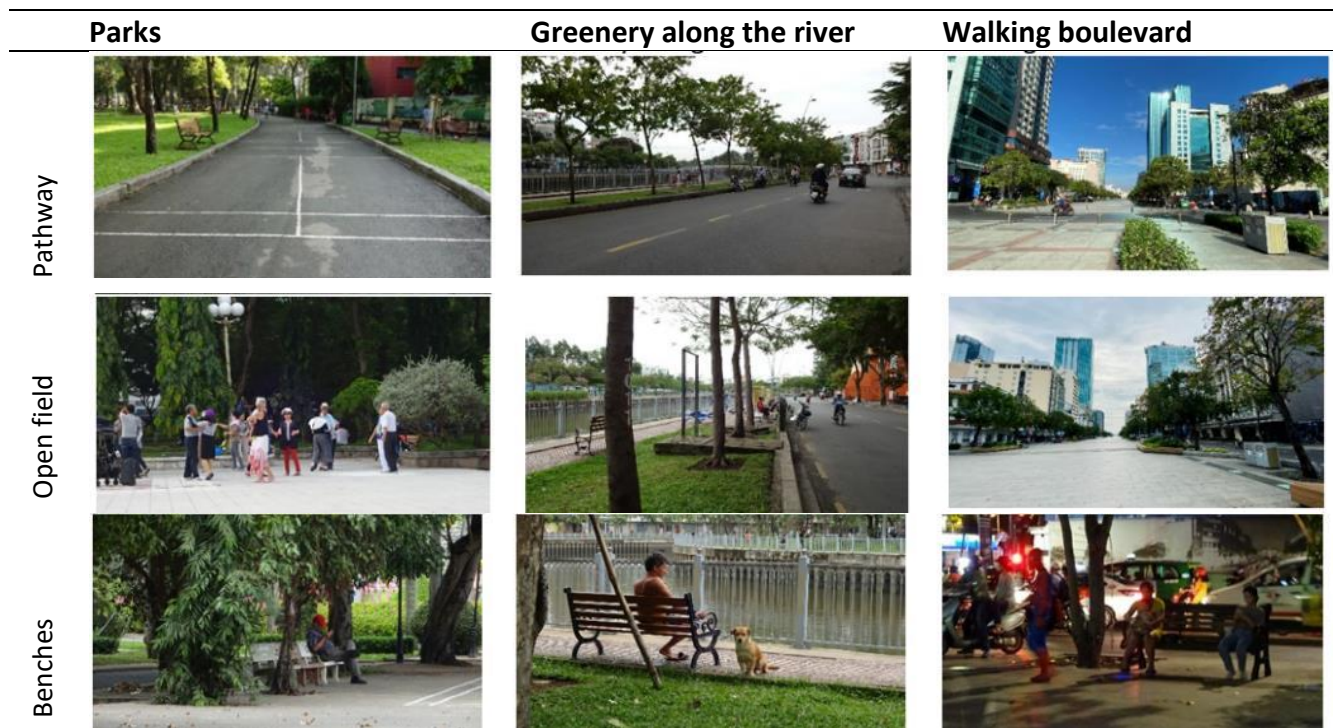 Parks Greenery along the river Walking boulevard
Pathway
Open field
Benches